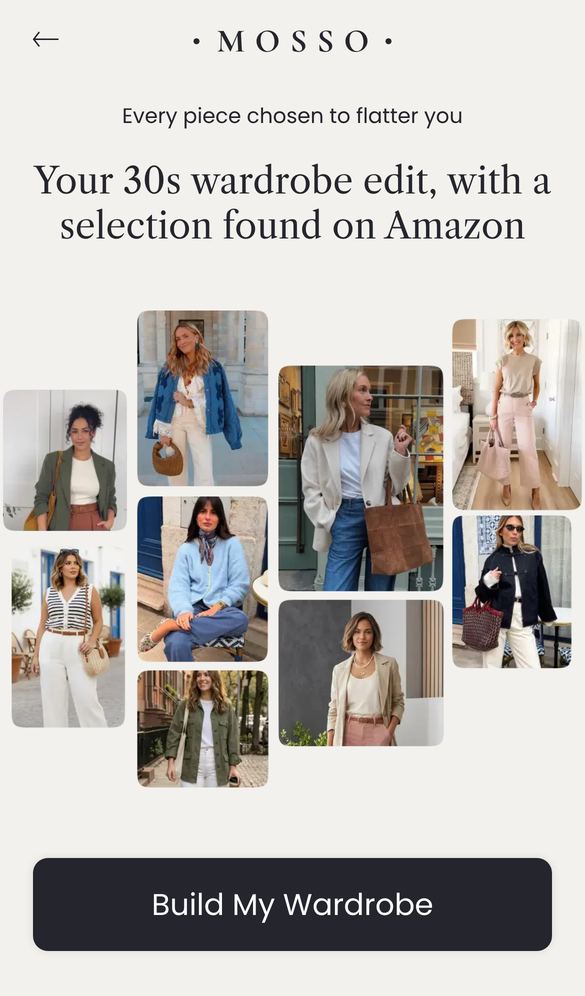 • MOSSO •
Every piece chosen to flatter you
Your 30s wardrobe edit, with a
selection found on Amazon
Build My Wardrobe